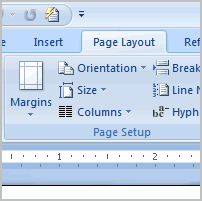 Insert Page Layout Ref
Orientation Break
Margins Size Line N
Columns Hyph
Page Setup
1 2